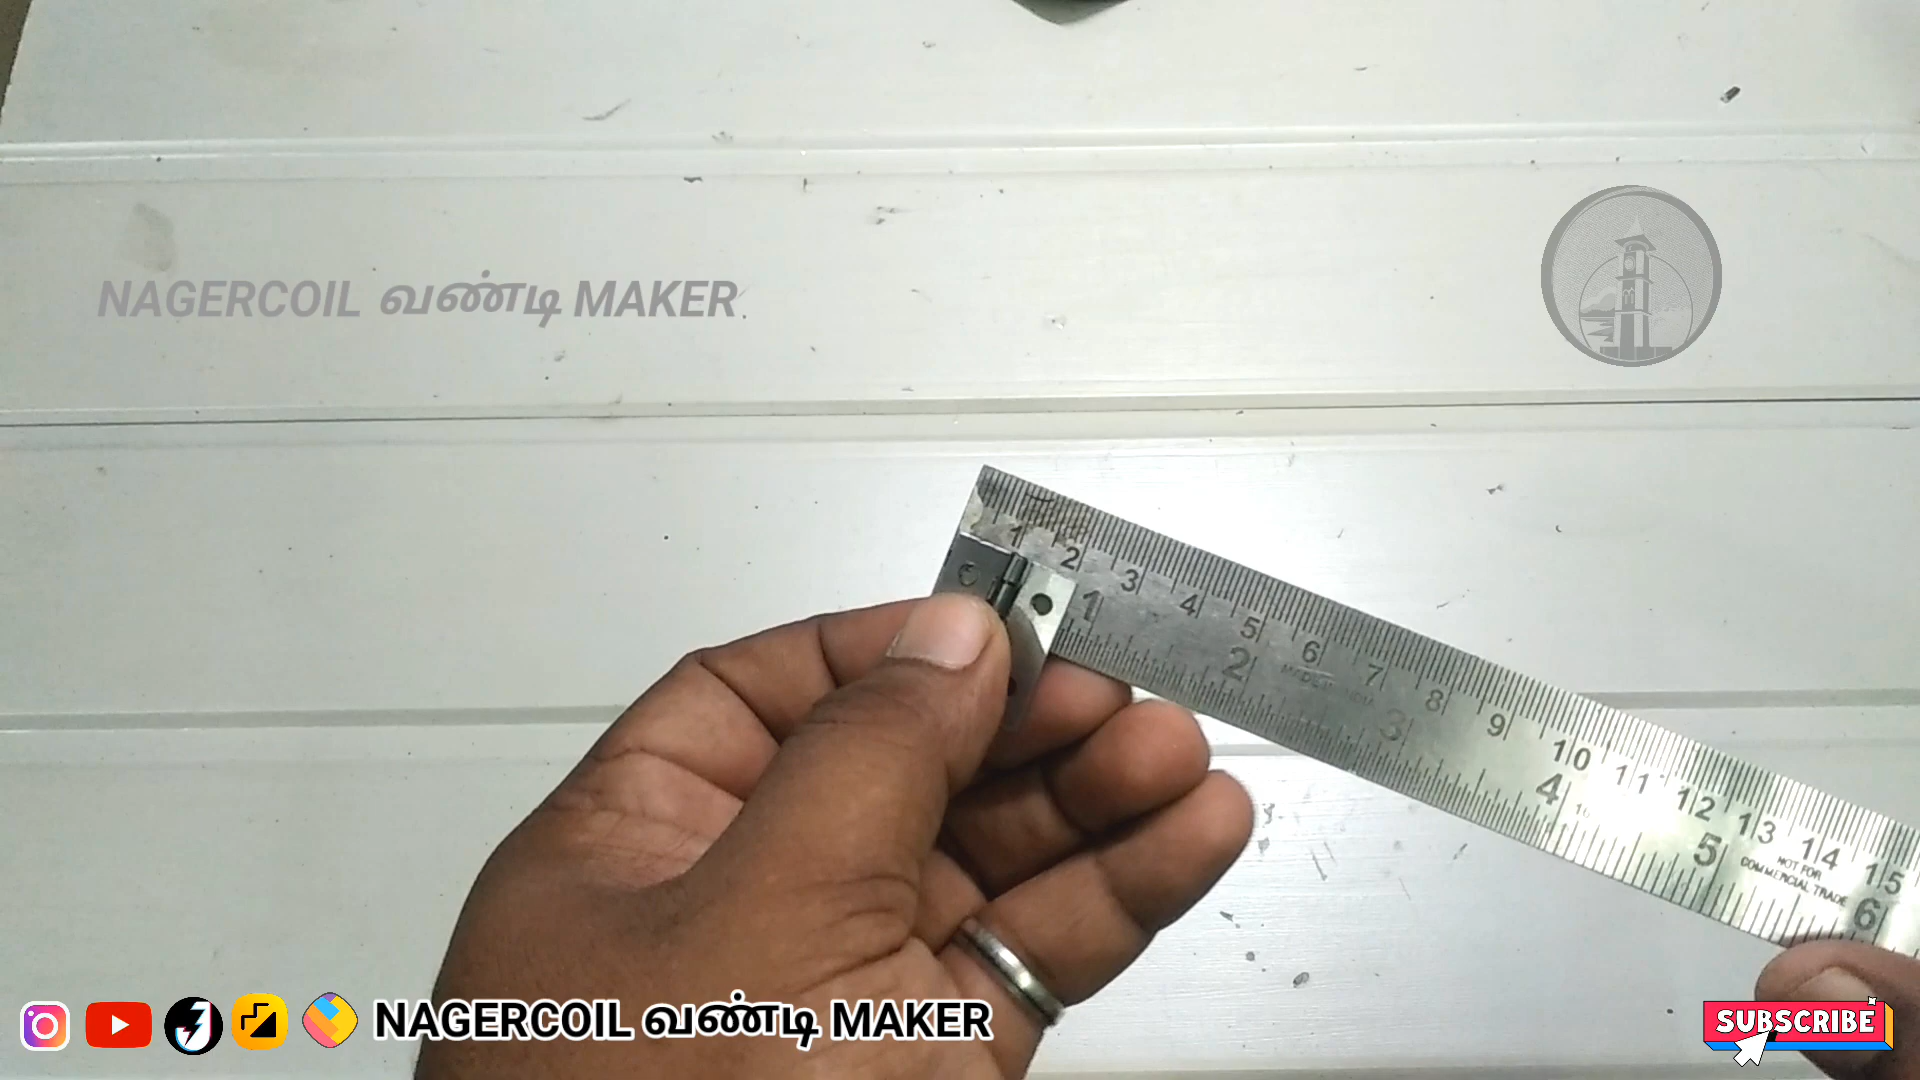 NAGERCOIL வண்டி MAKER
1 2 3 4 5 6 7 8 9 10 11 12 13 14 15
1 2 3 4 5 6
NOT FOR
COMMERCIAL TRADE
NAGERCOIL வண்டி MAKER
SUBSCRIBE